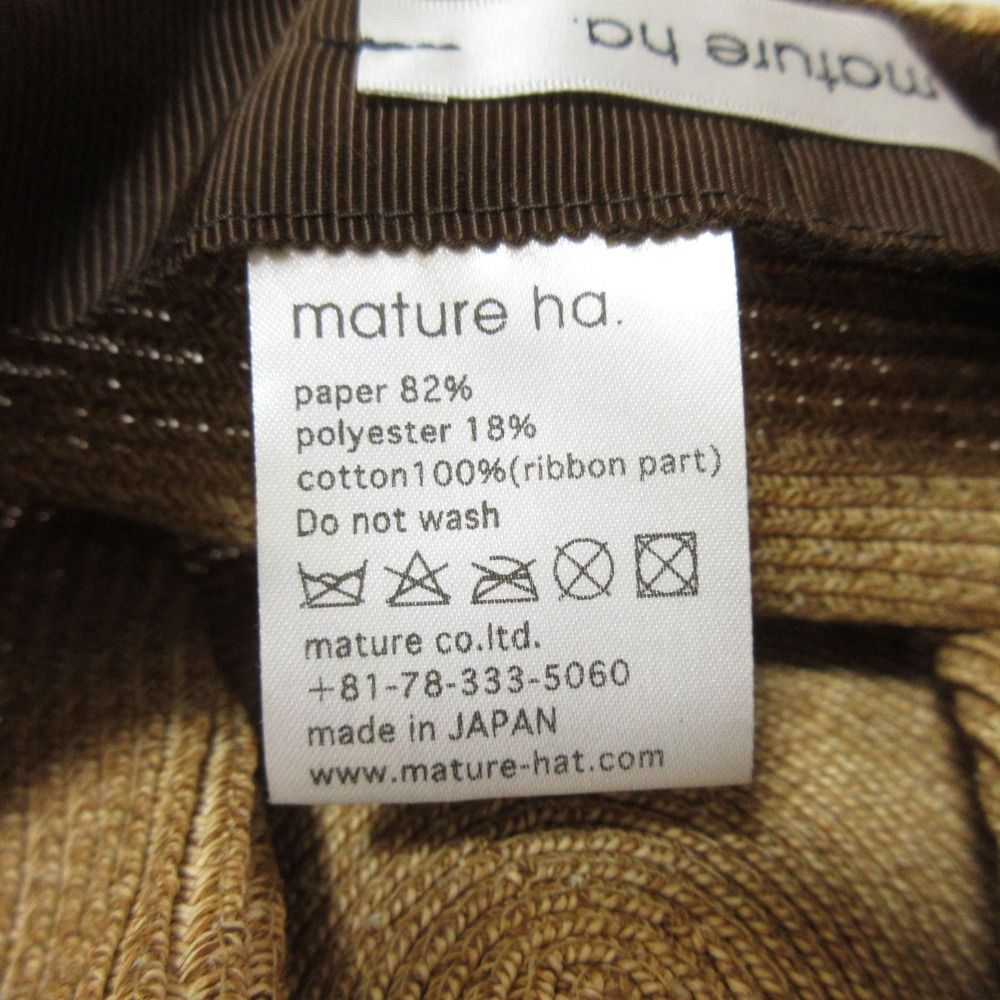 mature ha.
mature ha.
paper 82%
polyester 18%
cotton100%(ribbon part)
Do not wash
mature co.ltd.
+81-78-333-5060
made in JAPAN
www.mature-hat.com